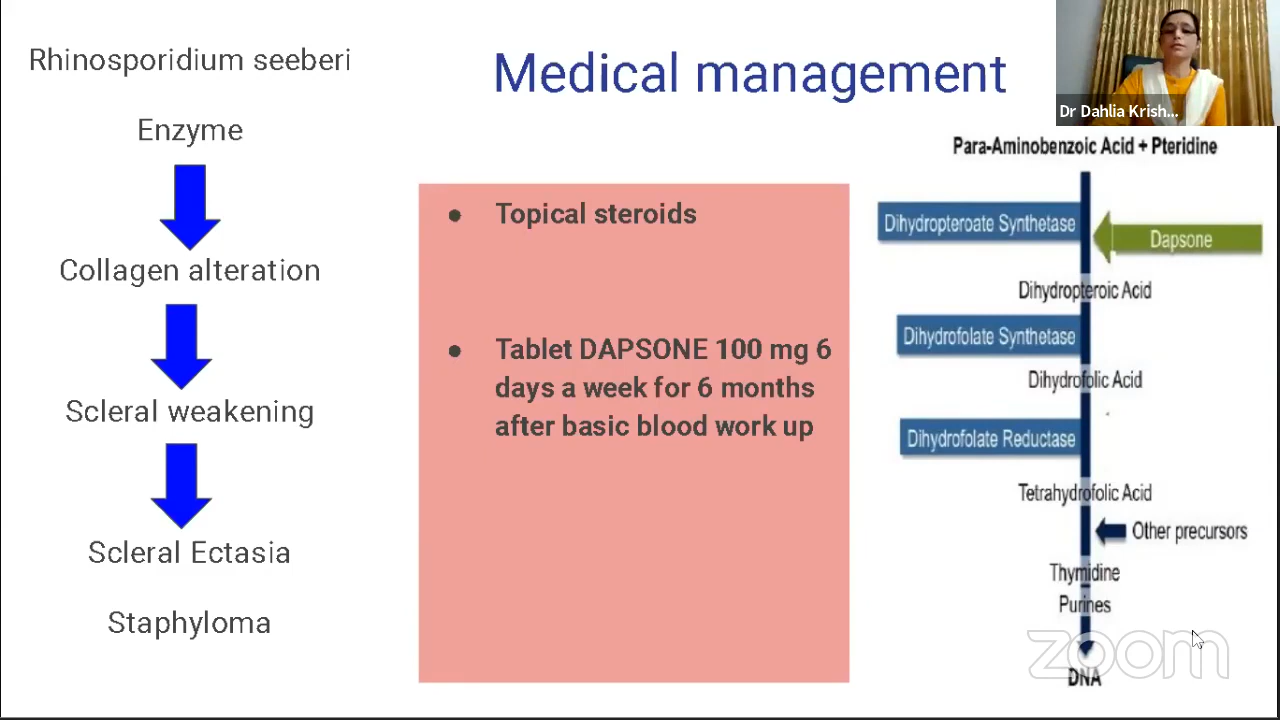 Rhinosporidium seeberi
Enzyme
Collagen alteration
Scleral weakening
Scleral Ectasia
Staphyloma
Medical management
● Topical steroids
● Tablet DAPSONE 100 mg 6
days a week for 6 months
after basic blood work up
Dr Dahlia Krish...
Para-Aminobenzoic Acid + Pteridine
Dihydropteroate Synthetase
Dapsone
Dihydropteroic Acid
Dihydrofolate Synthetase
Dihydrofolic Acid
Dihydrofolate Reductase
Tetrahydrofolic Acid
Other precursors
Thymidine
Purines
zoom
DNA